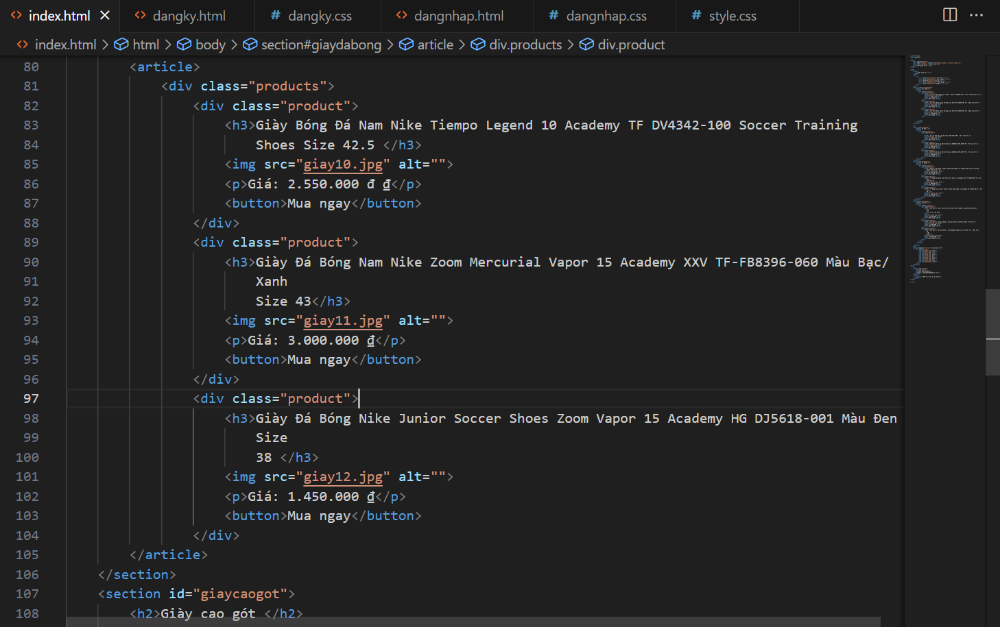 index.html dangky.html dangky.css dangnhap.html dangnhap.css style.css
index.html > html > body > section#giaydabong > article > div.products > div.product
80 <article>
81 <div class="products">
82 <div class="product">
83 <h3>Giày Bóng Đá Nam Nike Tiempo Legend 10 Academy TF DV4342-100 Soccer Training
84 Shoes Size 42.5 </h3>
85 <img src="giay10.jpg" alt="">
86 <p>Giá: 2.550.000 đ ₫</p>
87 <button>Mua ngay</button>
88 </div>
89 <div class="product">
90 <h3>Giày Đá Bóng Nam Nike Zoom Mercurial Vapor 15 Academy XXV TF-FB8396-060 Màu Bạc/
91 Xanh
92 Size 43</h3>
93 <img src="giay11.jpg" alt="">
94 <p>Giá: 3.000.000 ₫</p>
95 <button>Mua ngay</button>
96 </div>
97 <div class="product">
98 <h3>Giày Đá Bóng Nike Junior Soccer Shoes Zoom Vapor 15 Academy HG DJ5618-001 Màu Đen
99 Size
100 38 </h3>
101 <img src="giay12.jpg" alt="">
102 <p>Giá: 1.450.000 ₫</p>
103 <button>Mua ngay</button>
104 </div>
105 </article>
106 </section>
107 <section id="giaycaogot">
108 <h2>Giày cao gót </h2>